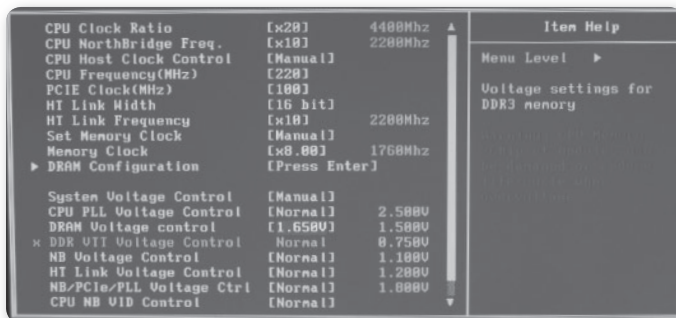 CPU Clock Ratio [x20] 4400Mhz
CPU NorthBridge Freq. [x10] 2200Mhz
CPU Host Clock Control [Manual]
CPU Frequency(MHz) [220]
PCIE Clock(MHz) [100]
HT Link Width [16 bit]
HT Link Frequency [x10] 2200Mhz
Set Memory Clock [Manual]
Memory Clock [x8.00] 1760Mhz
▶ DRAM Configuration [Press Enter]
System Voltage Control [Manual]
CPU PLL Voltage Control [Normal] 2.500V
DRAM Voltage control [1.650V] 1.500V
x DDR VTT Voltage Control Normal 0.750V
NB Voltage Control [Normal] 1.100V
HT Link Voltage Control [Normal] 1.200V
NB/PCIe/PLL Voltage Ctrl [Normal] 1.800V
CPU NB VID Control [Normal]
Item Help
Menu Level ▶
Voltage settings for
DDR3 memory